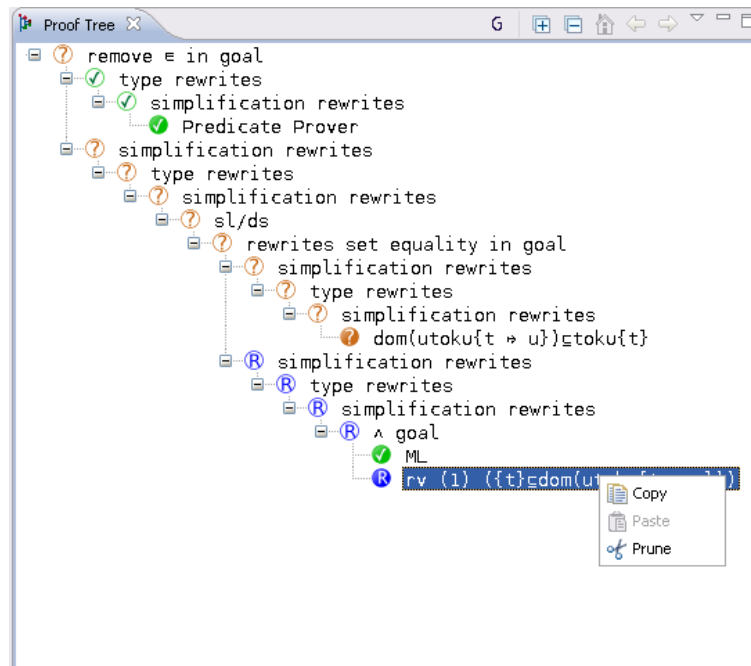 Proof Tree
G
remove ∈ in goal
type rewrites
simplification rewrites
Predicate Prover
simplification rewrites
type rewrites
simplification rewrites
sl/ds
rewrites set equality in goal
simplification rewrites
type rewrites
simplification rewrites
dom(utoku{t ↦ u})⊆toku{t}
simplification rewrites
type rewrites
simplification rewrites
∧ goal
ML
rv (1) ({t}⊆dom(ut
Copy
Paste
Prune